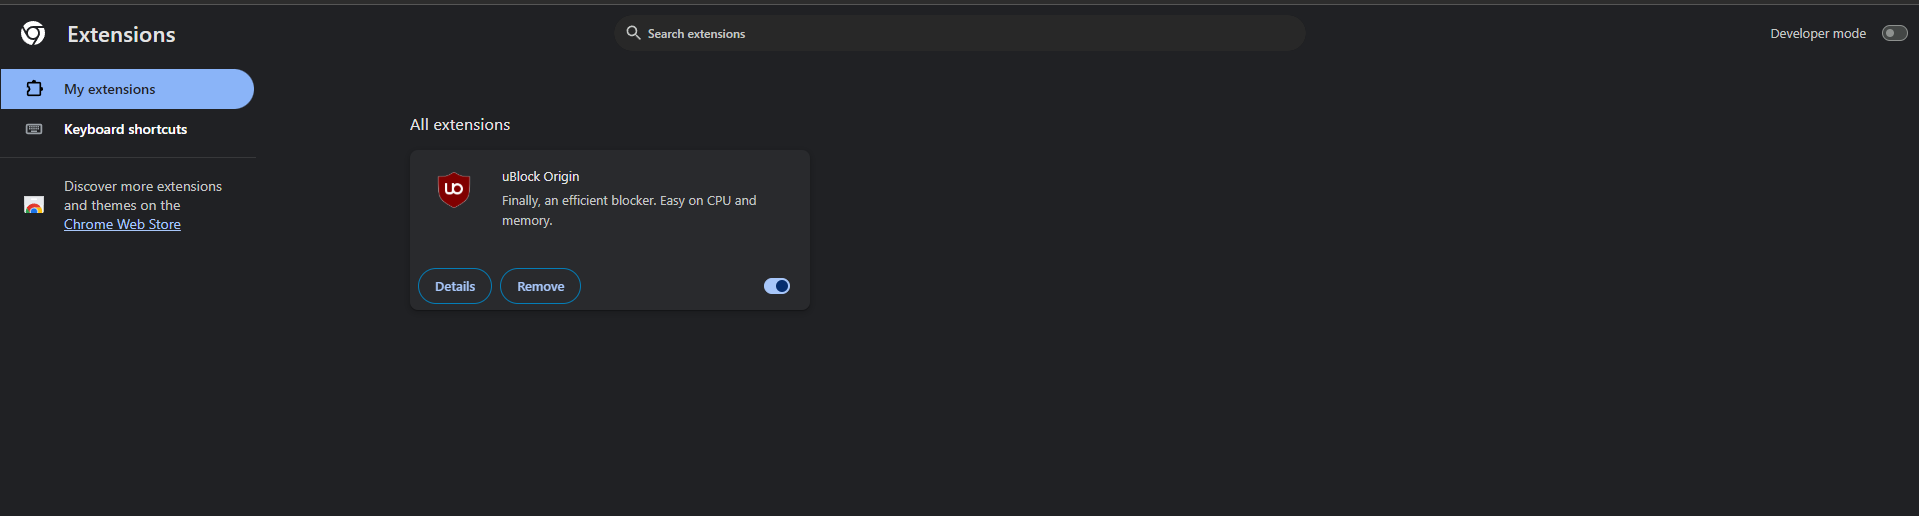 Extensions
Search extensions
Developer mode
My extensions
Keyboard shortcuts
Discover more extensions
and themes on the
Chrome Web Store
All extensions
uBlock Origin
Finally, an efficient blocker. Easy on CPU and
memory.
Details
Remove